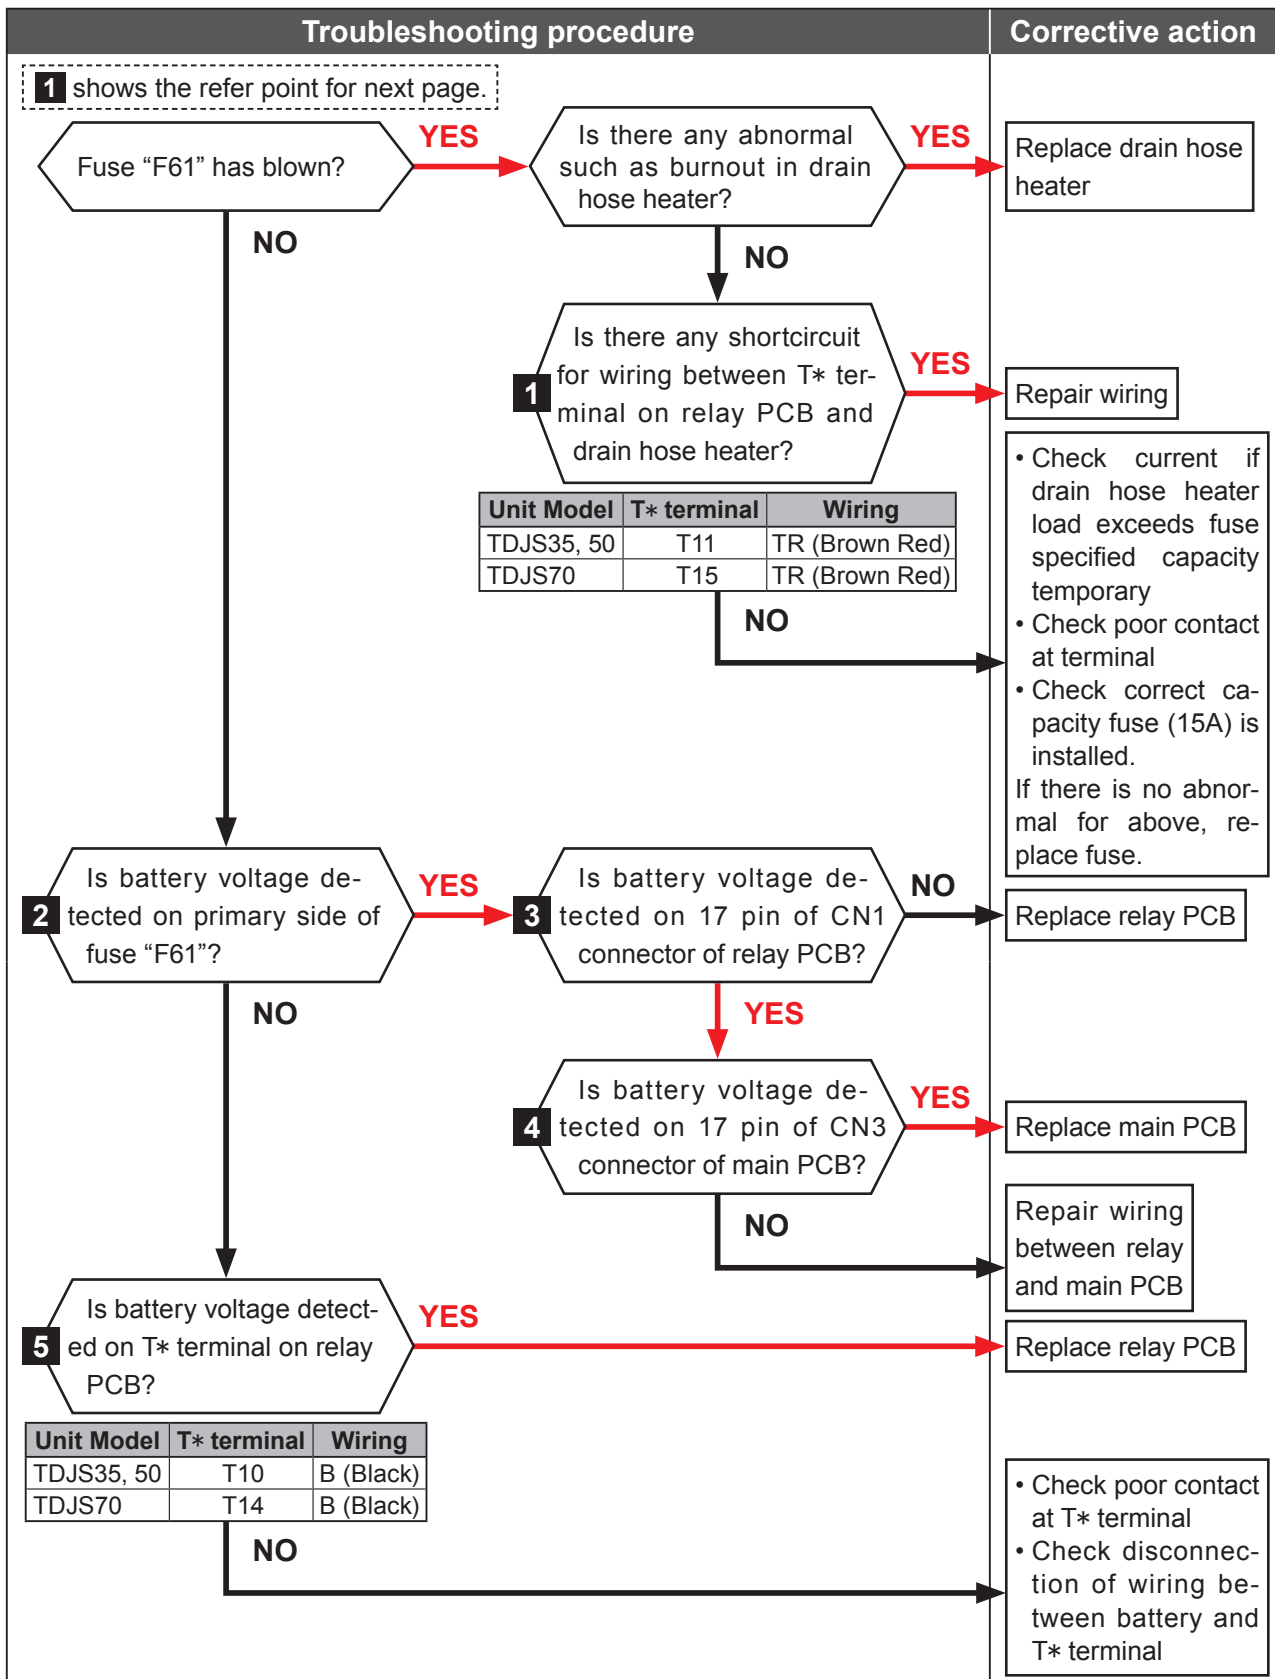 Troubleshooting procedure
Corrective action
1 shows the refer point for next page.
Fuse “F61” has blown?
YES
Is there any abnormal
such as burnout in drain
hose heater?
YES
Replace drain hose
heater
NO
NO
1
Is there any shortcircuit
for wiring between T* ter-
minal on relay PCB and
drain hose heater?
YES
Repair wiring
Unit Model T* terminal Wiring
TDJS35, 50 T11 TR (Brown Red)
TDJS70 T15 TR (Brown Red)
NO
• Check current if
drain hose heater
load exceeds fuse
specified capacity
temporary
• Check poor contact
at terminal
• Check correct ca-
pacity fuse (15A) is
installed.
If there is no abnor-
mal for above, re-
place fuse.
2
Is battery voltage de-
tected on primary side of
fuse “F61”?
YES
3
Is battery voltage de-
tected on 17 pin of CN1
connector of relay PCB?
NO
Replace relay PCB
NO
YES
4
Is battery voltage de-
tected on 17 pin of CN3
connector of main PCB?
YES
Replace main PCB
NO
Repair wiring
between relay
and main PCB
5
Is battery voltage detect-
ed on T* terminal on relay
PCB?
YES
Replace relay PCB
Unit Model T* terminal Wiring
TDJS35, 50 T10 B (Black)
TDJS70 T14 B (Black)
NO
• Check poor contact
at T* terminal
• Check disconnec-
tion of wiring be-
tween battery and
T* terminal